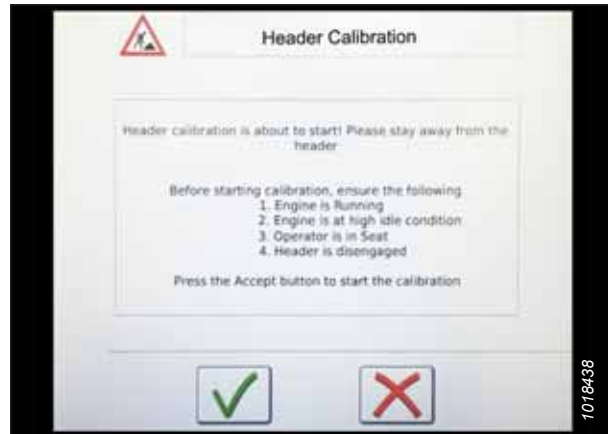 Header Calibration
Header calibration is about to start! Please stay away from the
header
Before starting calibration, ensure the following
1. Engine is Running
2. Engine is at high idle condition
3. Operator is in Seat
4. Header is disengaged
Press the Accept button to start the calibration
1018438